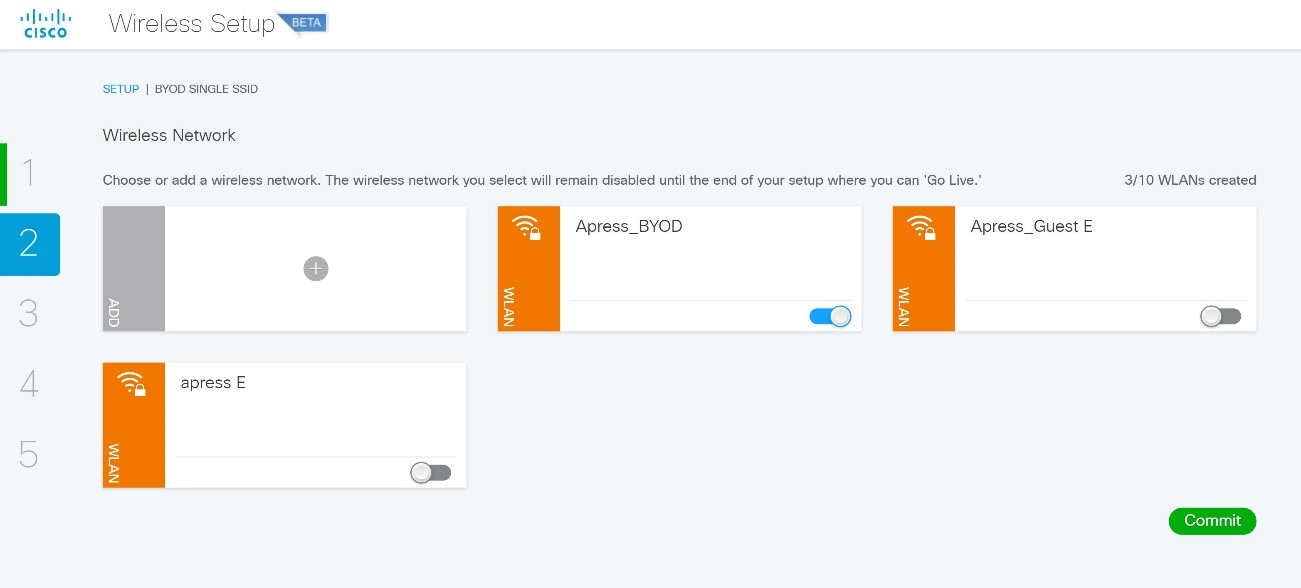 CISCO
Wireless Setup BETA
SETUP | BYOD SINGLE SSID
Wireless Network
Choose or add a wireless network. The wireless network you select will remain disabled until the end of your setup where you can 'Go Live.' 3/10 WLANs created
1
2
3
4
5
ADD
WLAN
Apress_BYOD
WLAN
Apress_Guest E
WLAN
apress E
Commit